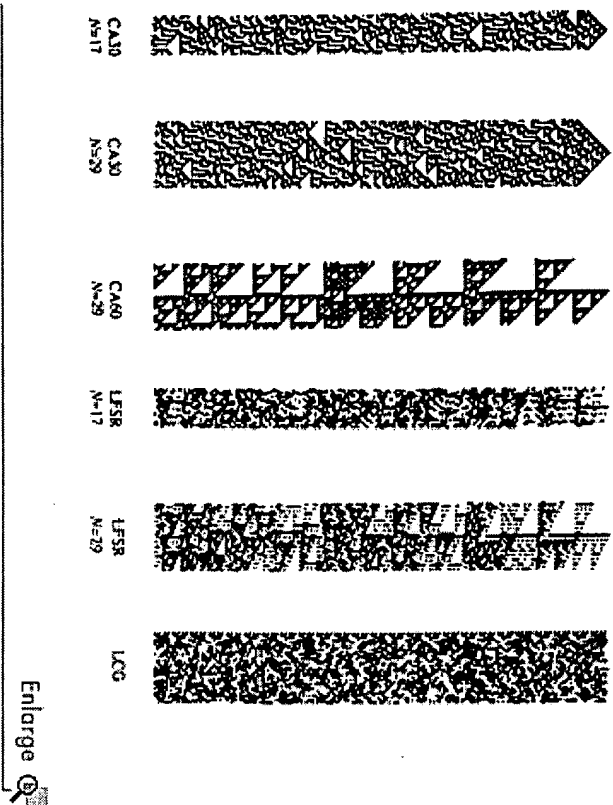 CA30
N=17
CA30
N=29
CA60
N=29
LFSR
N=17
LFSR
N=29
LCG
Enlarge